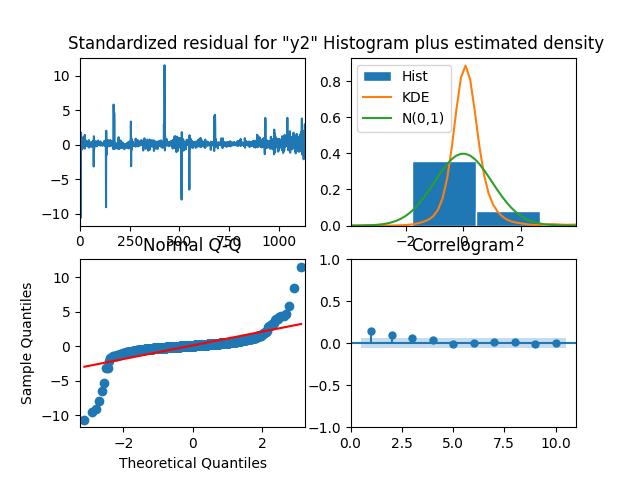 Standardized residual for "y2" Histogram plus estimated density
10
5
0
−5
−10
0 250 500 750 1000
Hist
KDE
N(0,1)
0.8
0.6
0.4
0.2
0.0
−2 0 2
Normal Q-Q
Sample Quantiles
10
5
0
−5
−10
−2 0 2
Theoretical Quantiles
Correlogram
1.0
0.5
0.0
−0.5
−1.0
0.0 2.5 5.0 7.5 10.0